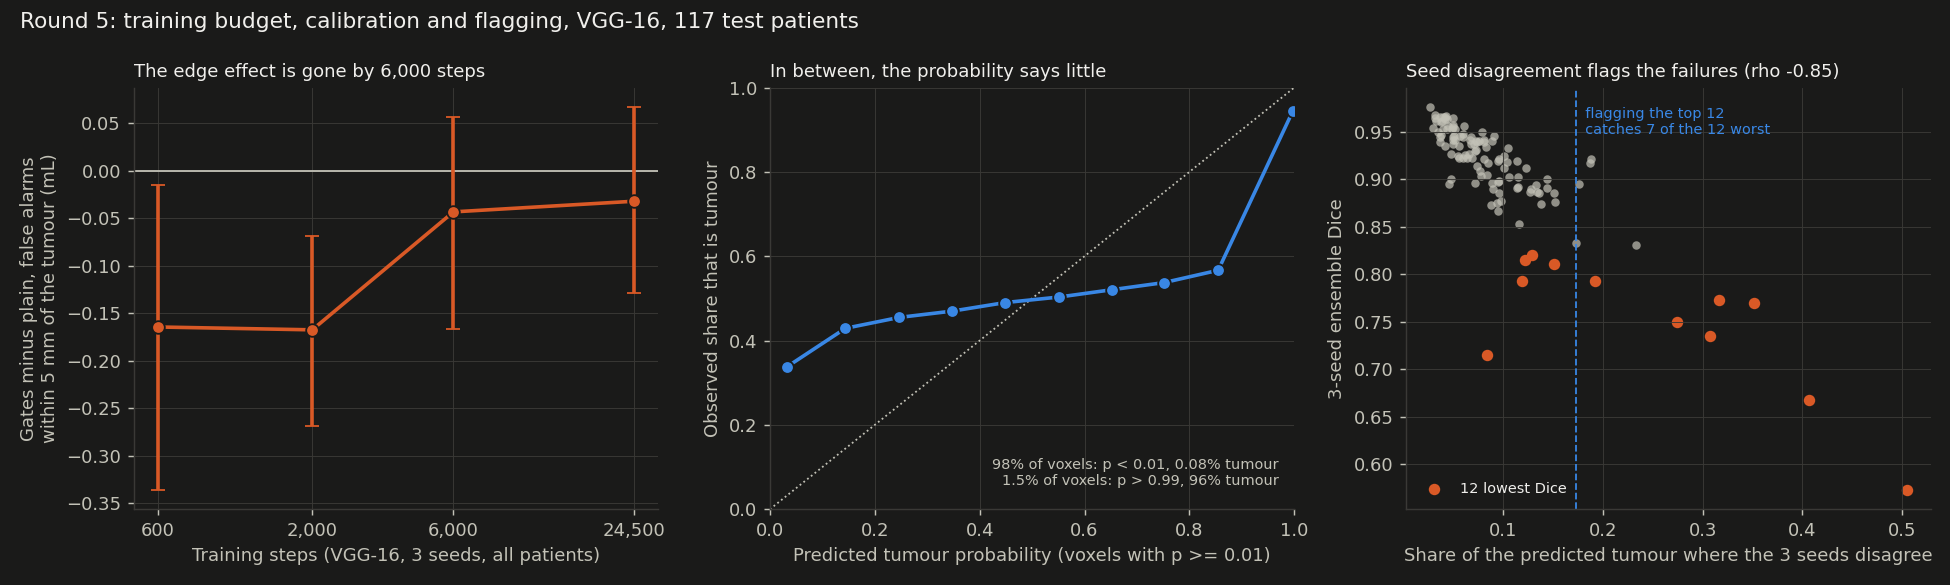 Round 5: training budget, calibration and flagging, VGG-16, 117 test patients
The edge effect is gone by 6,000 steps
Gates minus plain, false alarms
within 5 mm of the tumour (mL)
0.05
0.00
−0.05
−0.10
−0.15
−0.20
−0.25
−0.30
−0.35
600
2,000
6,000
24,500
Training steps (VGG-16, 3 seeds, all patients)
In between, the probability says little
Observed share that is tumour
1.0
0.8
0.6
0.4
0.2
0.0
98% of voxels: p < 0.01, 0.08% tumour
1.5% of voxels: p > 0.99, 96% tumour
0.0
0.2
0.4
0.6
0.8
1.0
Predicted tumour probability (voxels with p >= 0.01)
Seed disagreement flags the failures (rho -0.85)
flagging the top 12
catches 7 of the 12 worst
3-seed ensemble Dice
0.95
0.90
0.85
0.80
0.75
0.70
0.65
0.60
12 lowest Dice
0.1
0.2
0.3
0.4
0.5
Share of the predicted tumour where the 3 seeds disagree